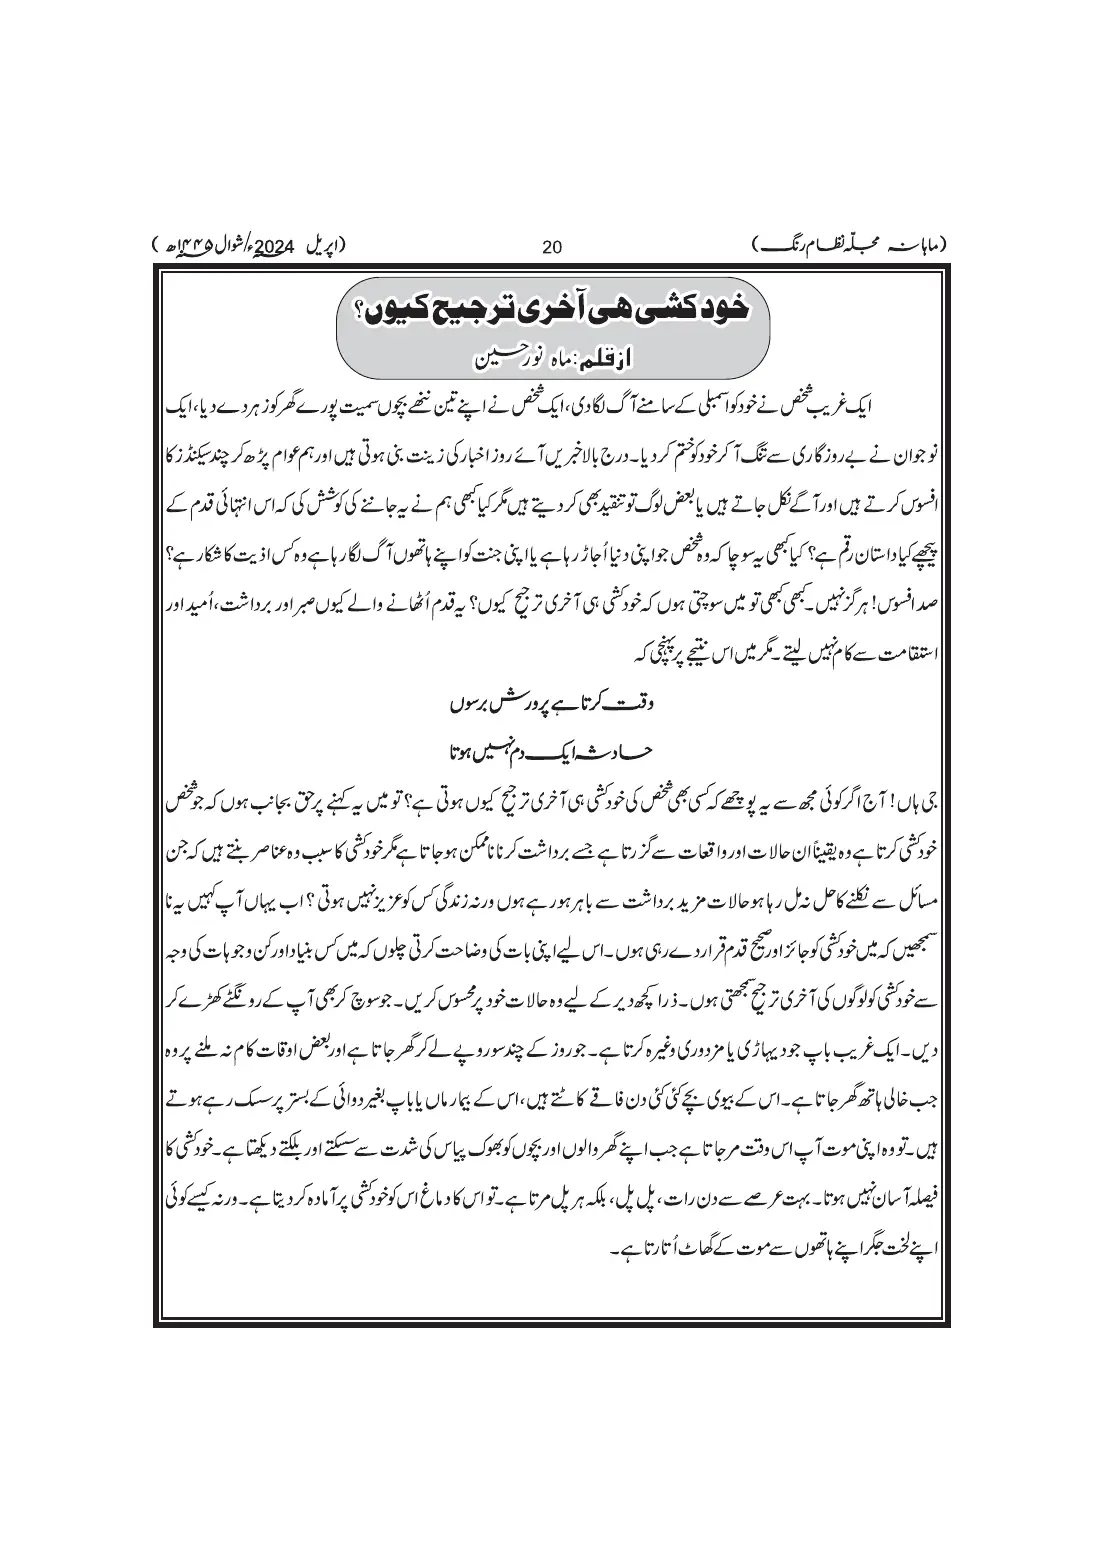 (ماہانہ مجلّہ نظام رنگ) 20 (اپریل 2024ء/شوال ۱۴۴۵ھ)
خودکشی ھی آخری ترجیح کیوں؟
ازقلم: ماہ نور حسین
ایک غریب شخص نے خود کو اسمبلی کے سامنے آگ لگا دی، ایک شخص نے اپنے تین ننھے بچوں سمیت پورے گھر کو زہر دے دیا، ایک
نوجوان نے بے روزگاری سے تنگ آ کر خود کو ختم کر دیا۔ درج بالا خبریں آئے روز اخبار کی زینت بنی ہوتی ہیں اور ہم عوام پڑھ کر چند سیکنڈز کا
افسوس کرتے ہیں اور آگے نکل جاتے ہیں یا بعض لوگ تو تنقید بھی کر دیتے ہیں مگر کیا کبھی ہم نے یہ جاننے کی کوشش کی کہ اس انتہائی قدم کے
پیچھے کیا داستان رقم ہے؟ کیا کبھی یہ سوچا کہ وہ شخص جو اپنی دنیا اُجاڑ رہا ہے یا اپنی جنت کو اپنے ہاتھوں آگ لگا رہا ہے وہ کس اذیت کا شکار ہے؟
صد افسوس! ہرگز نہیں۔ کبھی کبھی تو میں سوچتی ہوں کہ خودکشی ہی آخری ترجیح کیوں؟ یہ قدم اُٹھانے والے کیوں صبر اور برداشت، اُمید اور
استقامت سے کام نہیں لیتے۔ مگر میں اس نتیجے پر پہنچی کہ
وقت کرتا ہے پرورش برسوں
حادثہ ایک دم نہیں ہوتا
جی ہاں! آج اگر کوئی مجھ سے یہ پوچھے کہ کسی بھی شخص کی خودکشی ہی آخری ترجیح کیوں ہوتی ہے؟ تو میں یہ کہنے پر حق بجانب ہوں کہ جو شخص
خودکشی کرتا ہے وہ یقیناً ان حالات اور واقعات سے گزرتا ہے جسے برداشت کرنا ناممکن ہو جاتا ہے مگر خودکشی کا سبب وہ عناصر بنتے ہیں کہ جن
مسائل سے نکلنے کا حل نہ مل رہا ہو حالات مزید برداشت سے باہر ہو رہے ہوں ورنہ زندگی کس کو عزیز نہیں ہوتی ؟ اب یہاں آپ کہیں یہ نا
سمجھیں کہ میں خودکشی کو جائز اور صحیح قدم قرار دے رہی ہوں۔ اس لیے اپنی بات کی وضاحت کرتی چلوں کہ میں کس بنیاد اور کن وجوہات کی وجہ
سے خودکشی کو لوگوں کی آخری ترجیح سمجھتی ہوں۔ ذرا کچھ دیر کے لیے وہ حالات خود پر محسوس کریں۔ جو سوچ کر بھی آپ کے رونگٹے کھڑے کر
دیں۔ ایک غریب باپ جو دیہاڑی یا مزدوری وغیرہ کرتا ہے۔ جو روز کے چند سو روپے لے کر گھر جاتا ہے اور بعض اوقات کام نہ ملنے پر وہ
جب خالی ہاتھ گھر جاتا ہے۔ اس کے بیوی بچے کئی کئی دن فاقے کاٹتے ہیں، اس کے بیمار ماں یا باپ بغیر دوائی کے بستر پر سسک رہے ہوتے
ہیں۔ تو وہ اپنی موت آپ اس وقت مر جاتا ہے جب اپنے گھر والوں اور بچوں کو بھوک پیاس کی شدت سے سسکتے اور بلکتے دیکھتا ہے۔ خودکشی کا
فیصلہ آسان نہیں ہوتا۔ بہت عرصے سے دن رات، پل پل، بلکہ ہر پل مرتا ہے۔ تو اس کا دماغ اس کو خودکشی پر آمادہ کر دیتا ہے۔ ورنہ کیسے کوئی
اپنے لخت جگر اپنے ہاتھوں سے موت کے گھاٹ اُتارتا ہے۔